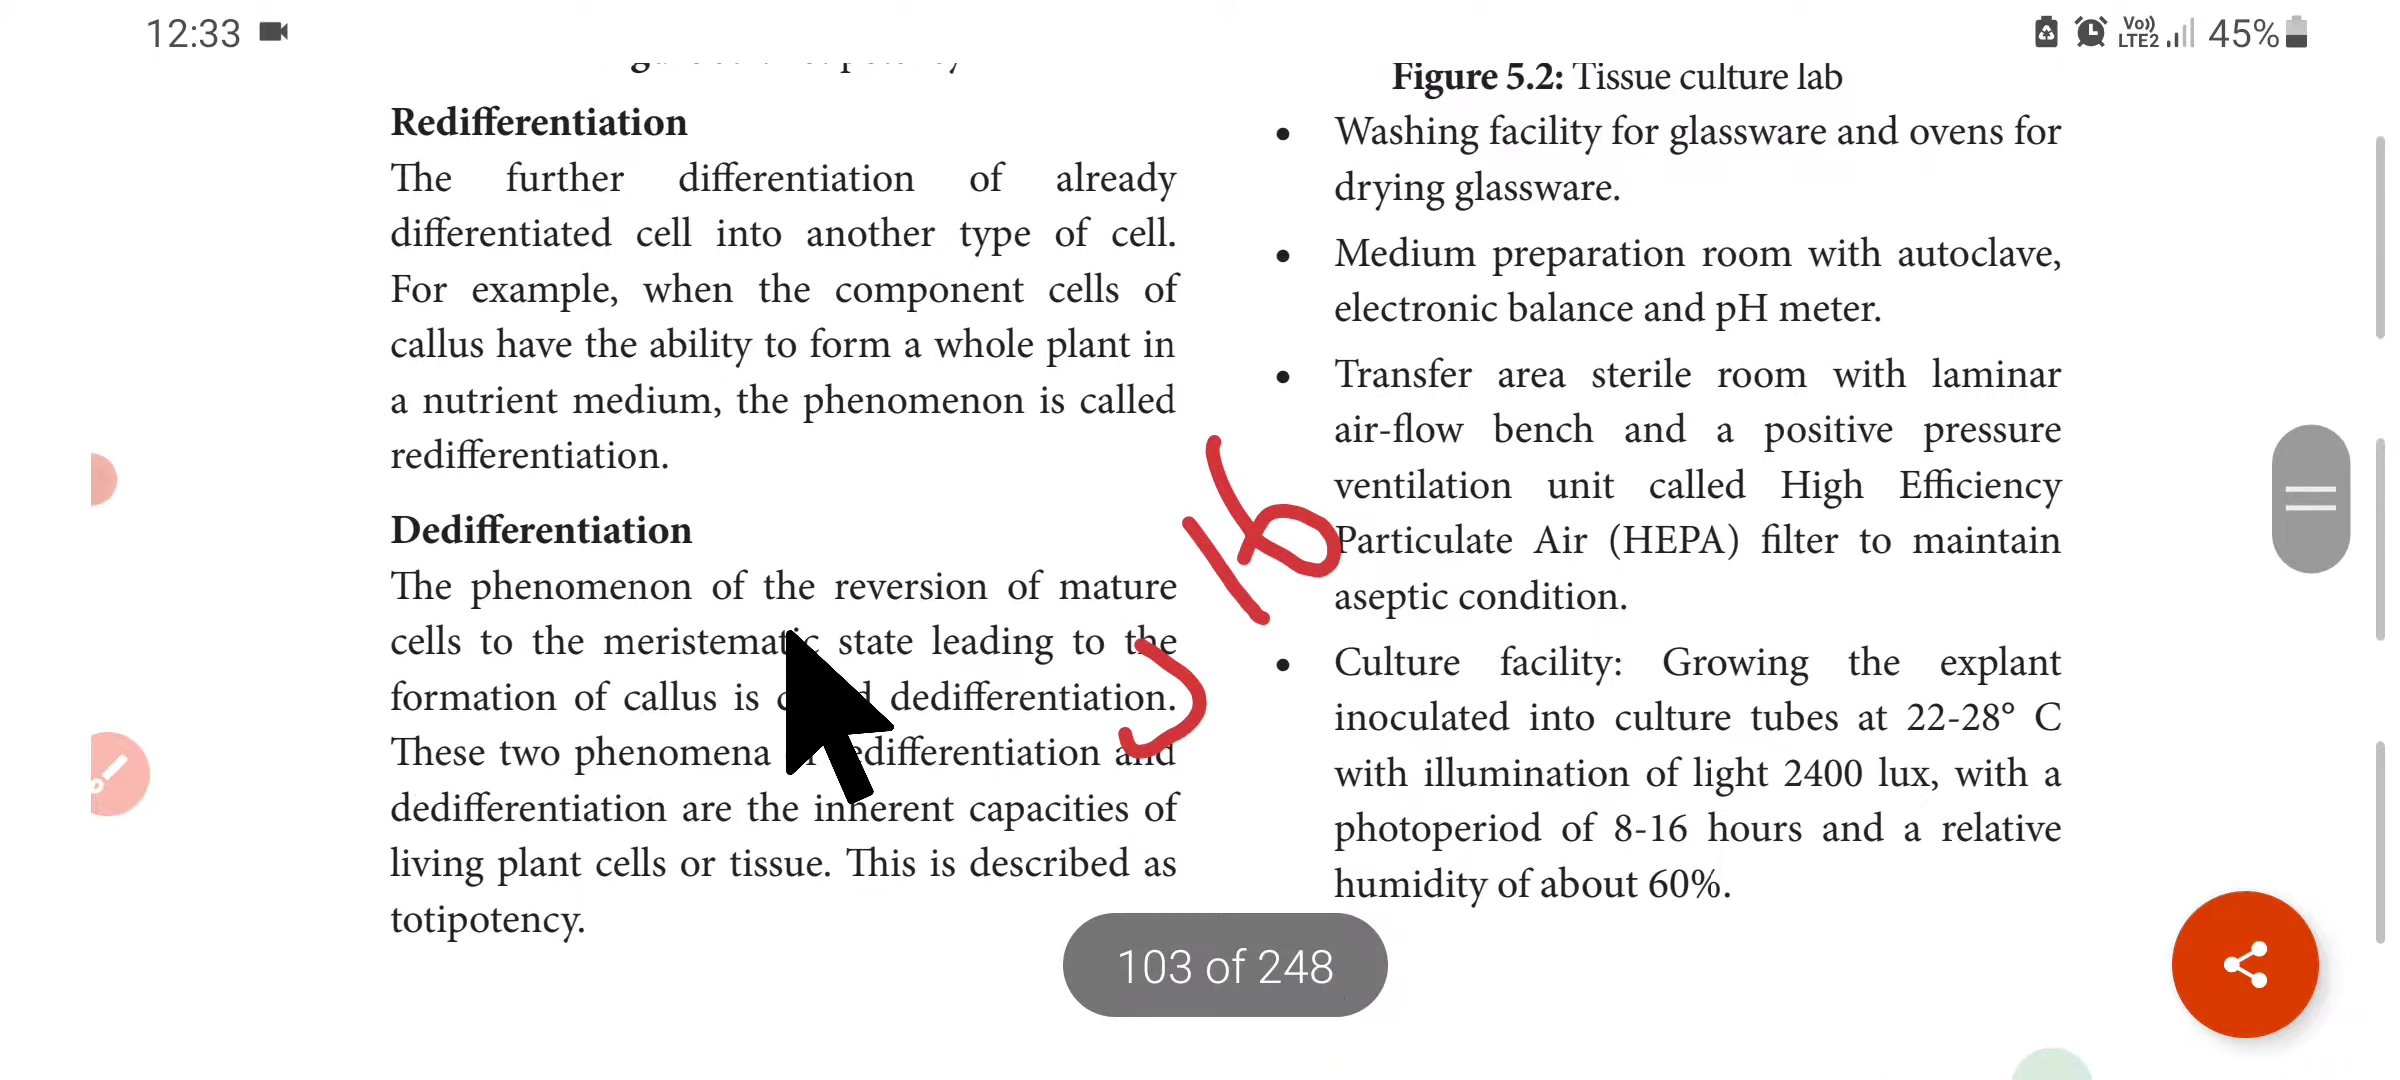 12:33
Vo)) LTE2 45%
Redifferentiation
The further differentiation of already
differentiated cell into another type of cell.
For example, when the component cells of
callus have the ability to form a whole plant in
a nutrient medium, the phenomenon is called
redifferentiation.
Dedifferentiation
The phenomenon of the reversion of mature
cells to the meristematic state leading to the
formation of callus is dedifferentiation.
These two phenomena edifferentiation and
dedifferentiation are the inherent capacities of
living plant cells or tissue. This is described as
totipotency.
Figure 5.2: Tissue culture lab
• Washing facility for glassware and ovens for
drying glassware.
• Medium preparation room with autoclave,
electronic balance and pH meter.
• Transfer area sterile room with laminar
air-flow bench and a positive pressure
ventilation unit called High Efficiency
Particulate Air (HEPA) filter to maintain
aseptic condition.
• Culture facility: Growing the explant
inoculated into culture tubes at 22-28° C
with illumination of light 2400 lux, with a
photoperiod of 8-16 hours and a relative
humidity of about 60%.
103 of 248